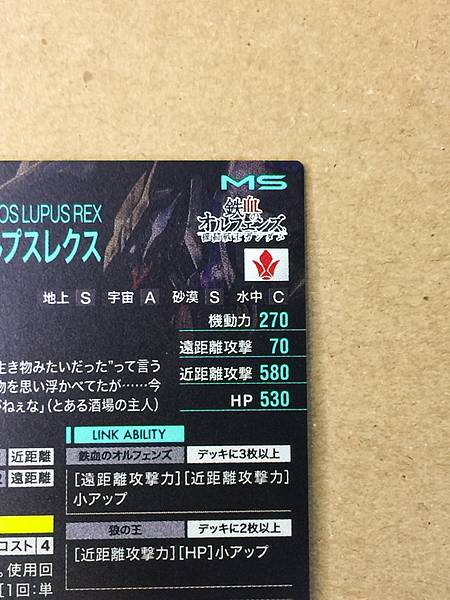 MS
OS LUPUS REX
プスレクス
鉄血の
オルフェンズ
機動戦士ガンダム
地上 S 宇宙 A 砂漠 S 水中 C
機動力 270
遠距離攻撃 70
近距離攻撃 580
HP 530
生き物みたいだった"って言う
物を思い浮かべてたが……今
がねぇな」(とある酒場の主人)
LINK ABILITY
近距離
鉄血のオルフェンズ デッキに3枚以上
遠距離
[遠距離攻撃力][近距離攻撃力]
小アップ
狼の王 デッキに2枚以上
コスト 4
[近距離攻撃力][HP]小アップ
。使用回
[1回:単